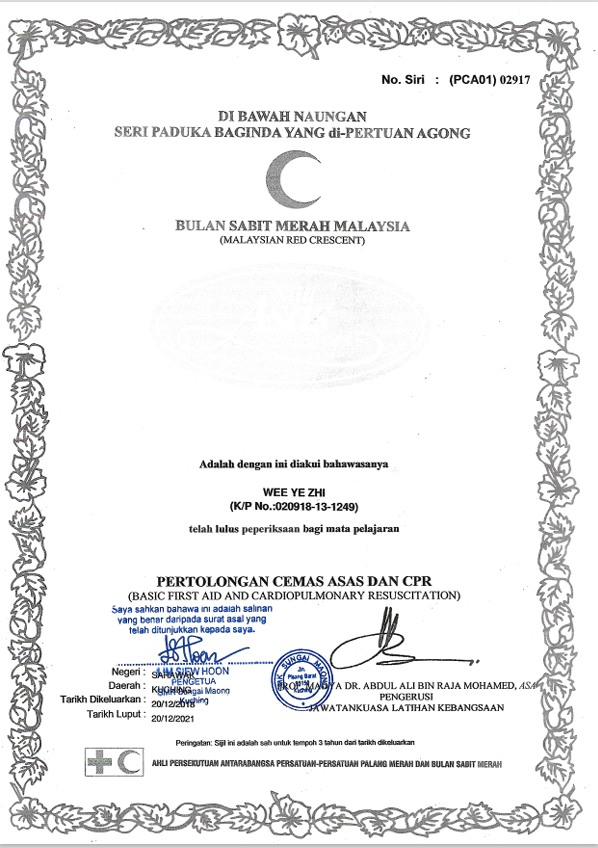 No. Siri : (PCA01) 02917
DI BAWAH NAUNGAN
SERI PADUKA BAGINDA YANG di-PERTUAN AGONG
BULAN SABIT MERAH MALAYSIA
(MALAYSIAN RED CRESCENT)
Adalah dengan ini diakui bahawasanya
WEE YE ZHI
(K/P No.:020918-13-1249)
telah lulus peperiksaan bagi mata pelajaran
PERTOLONGAN CEMAS ASAS DAN CPR
(BASIC FIRST AID AND CARDIOPULMONARY RESUSCITATION)
Saya sahkan bahawa ini adalah salinan
yang benar daripada surat asal yang
telah ditunjukkan kepada saya.
LIM SIEW HOON
PENGETUA
SMK Sungai Maong
Kuching
SMK SUNGAI MAONG
Jln.
Pisang Barat
93150
Kuching
Negeri : SARAWAK
Daerah : KUCHING
Tarikh Dikeluarkan : 20/12/2018
Tarikh Luput : 20/12/2021
DR. ABDUL ALI BIN RAJA MOHAMED, ASA
PENGERUSI
JAWATANKUASA LATIHAN KEBANGSAAN
Peringatan: Sijil ini adalah sah untuk tempoh 3 tahun dari tarikh dikeluarkan
AHLI PERSEKUTUAN ANTARABANGSA PERSATUAN-PERSATUAN PALANG MERAH DAN BULAN SABIT MERAH